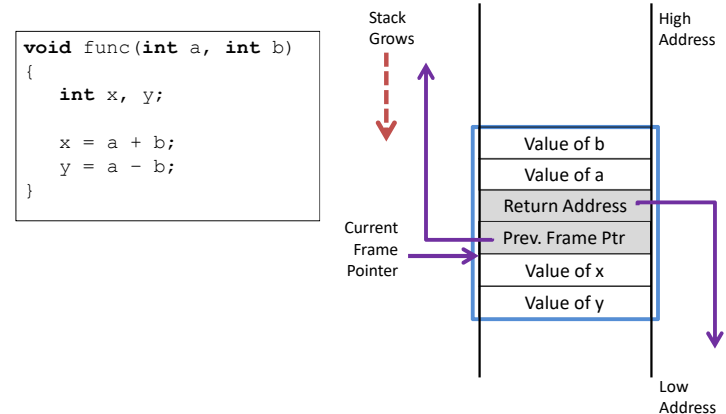 void func(int a, int b)
{
   int x, y;

   x = a + b;
   y = a - b;
}
Stack
Grows
High
Address
Value of b
Value of a
Return Address
Prev. Frame Ptr
Current
Frame
Pointer
Value of x
Value of y
Low
Address